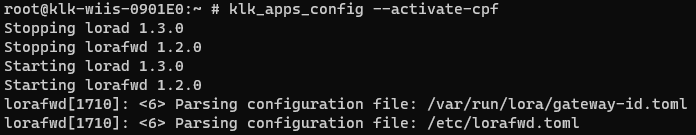 root@klk-wiis-0901E0:~ # klk_apps_config --activate-cpf
Stopping lorad 1.3.0
Stopping lorafwd 1.2.0
Starting lorad 1.3.0
Starting lorafwd 1.2.0
lorafwd[1710]: <6> Parsing configuration file: /var/run/lora/gateway-id.toml
lorafwd[1710]: <6> Parsing configuration file: /etc/lorafwd.toml